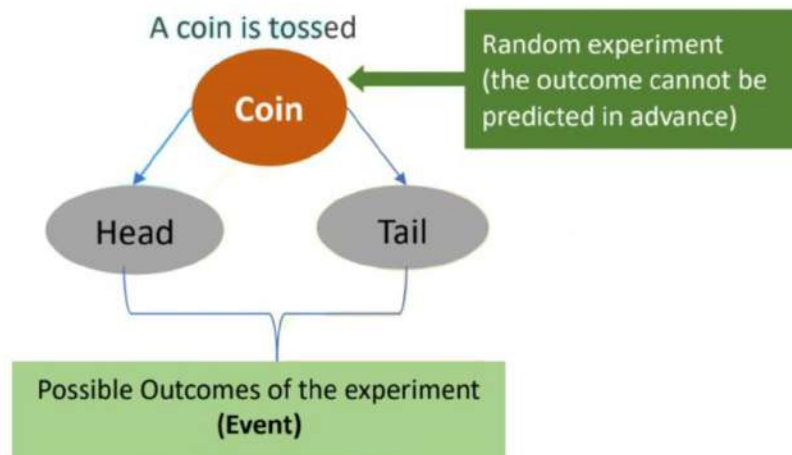 A coin is tossed
Random experiment
(the outcome cannot be
predicted in advance)
Coin
Head
Tail
Possible Outcomes of the experiment
(Event)